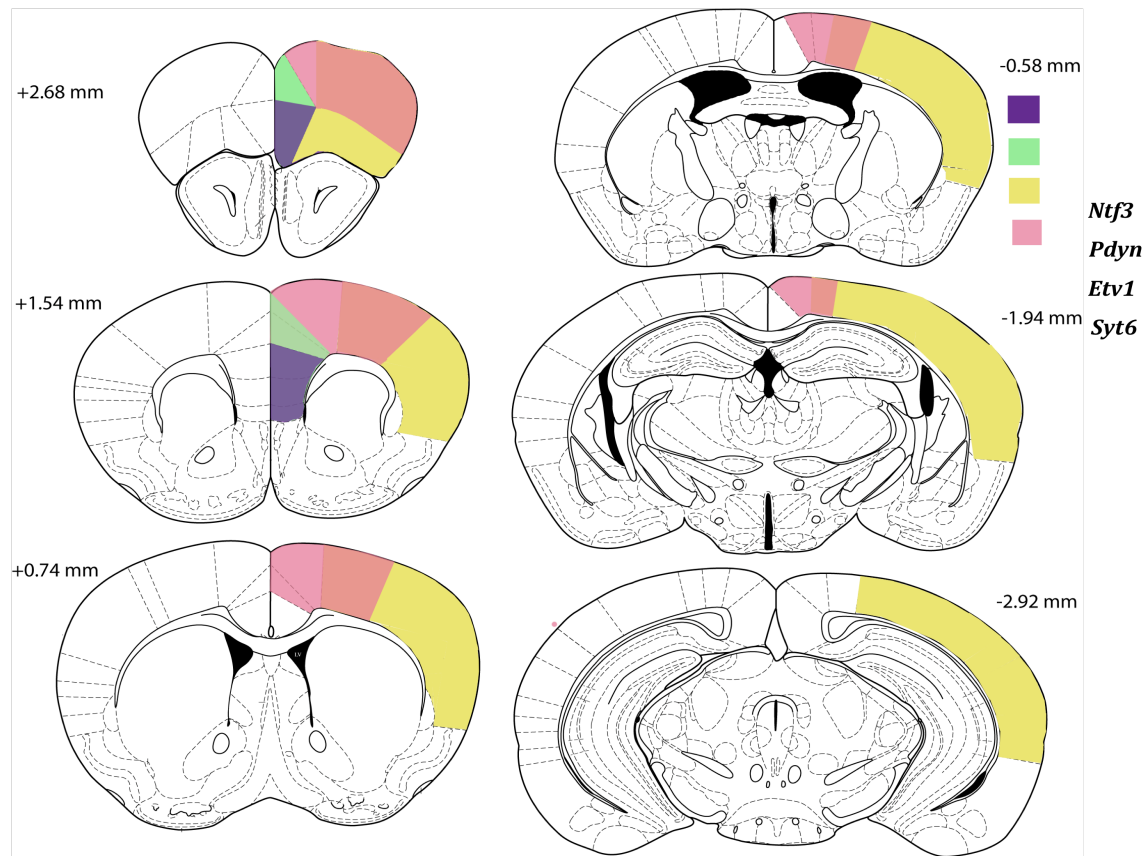 +2.68 mm
+1.54 mm
+0.74 mm
LV
-0.58 mm
Ntf3
Pdyn
Etv1
Syt6
-1.94 mm
-2.92 mm